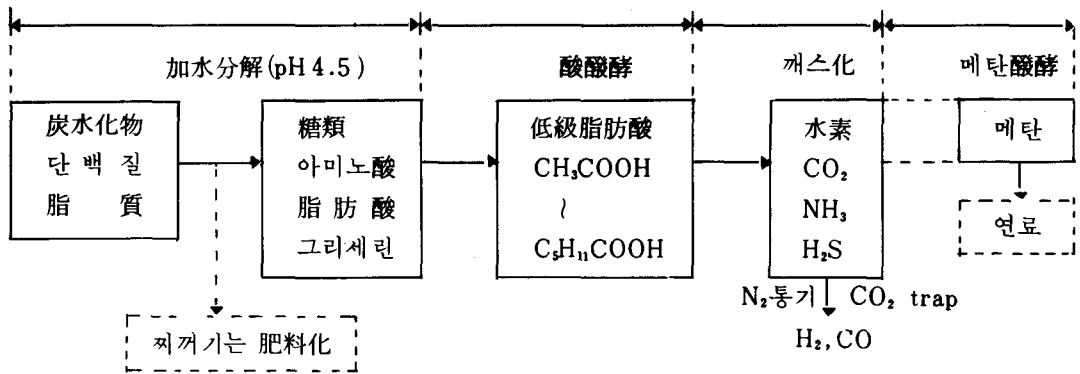 加水分解(pH 4.5)
酸醱酵
깨스化
메탄醱酵
炭水化物
단백질
脂 質
糖類
아미노酸
脂肪酸
그리세린
低級脂肪酸
CH₃COOH
~
C₅H₁₁COOH
水素
CO₂
NH₃
H₂S
메탄
연료
N₂통기
CO₂ trap
H₂, CO
찌꺼기는 肥料化